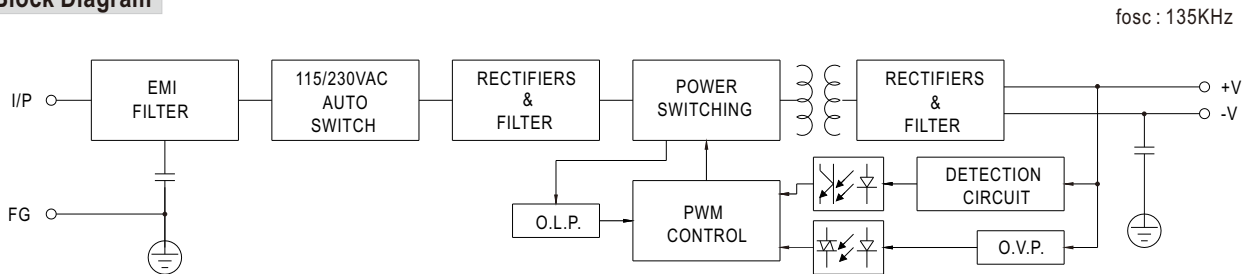 Block Diagram
fosc : 135KHz
I/P
EMI
FILTER
115/230VAC
AUTO
SWITCH
RECTIFIERS
&
FILTER
POWER
SWITCHING
RECTIFIERS
&
FILTER
+V
-V
FG
O.L.P.
PWM
CONTROL
DETECTION
CIRCUIT
O.V.P.